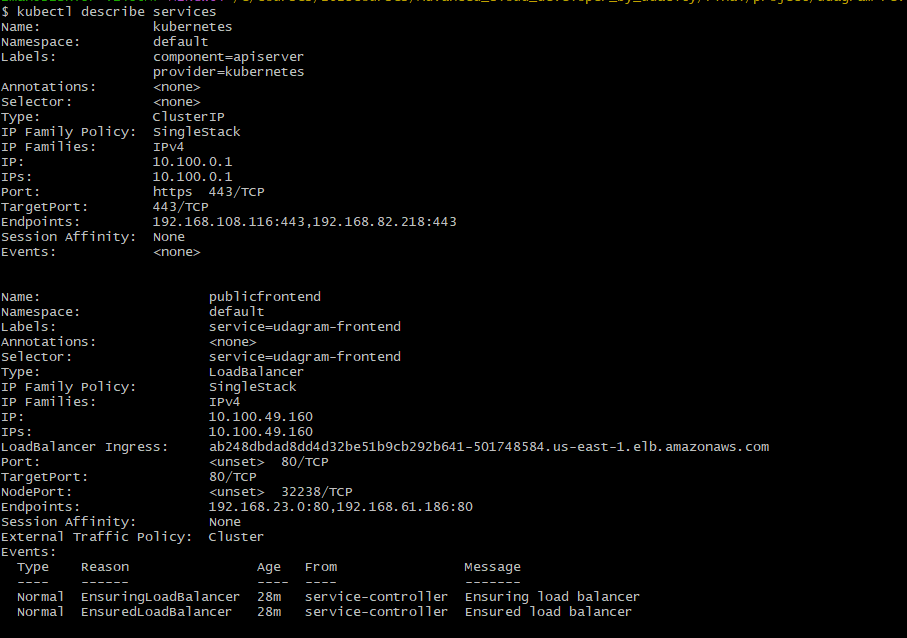 $ kubectl describe services
Name:              kubernetes
Namespace:         default
Labels:            component=apiserver
                   provider=kubernetes
Annotations:       <none>
Selector:          <none>
Type:              ClusterIP
IP Family Policy:  SingleStack
IP Families:       IPv4
IP:                10.100.0.1
IPs:               10.100.0.1
Port:              https  443/TCP
TargetPort:        443/TCP
Endpoints:         192.168.108.116:443,192.168.82.218:443
Session Affinity:  None
Events:            <none>
Name:                     publicfrontend
Namespace:                default
Labels:                   service=udagram-frontend
Annotations:              <none>
Selector:                 service=udagram-frontend
Type:                     LoadBalancer
IP Family Policy:         SingleStack
IP Families:              IPv4
IP:                       10.100.49.160
IPs:                      10.100.49.160
LoadBalancer Ingress:     ab248dbdad8dd4d32be51b9cb292b641-501748584.us-east-1.elb.amazonaws.com
Port:                     <unset>  80/TCP
TargetPort:               80/TCP
NodePort:                 <unset>  32238/TCP
Endpoints:                192.168.23.0:80,192.168.61.186:80
Session Affinity:         None
External Traffic Policy:  Cluster
Events:
  Type    Reason                Age   From                Message
  ----    ------                ----  ----                -------
  Normal  EnsuringLoadBalancer  28m   service-controller  Ensuring load balancer
  Normal  EnsuredLoadBalancer   28m   service-controller  Ensured load balancer